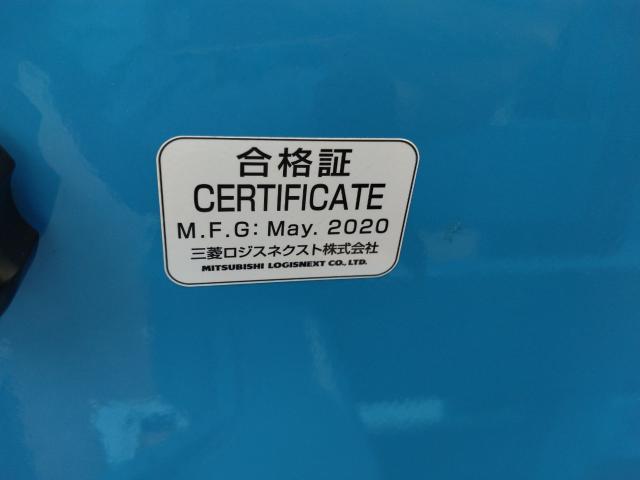 合格証
CERTIFICATE
M.F.G: May. 2020
三菱ロジスネクスト株式会社
MITSUBISHI LOGISNEXT CO., LTD.